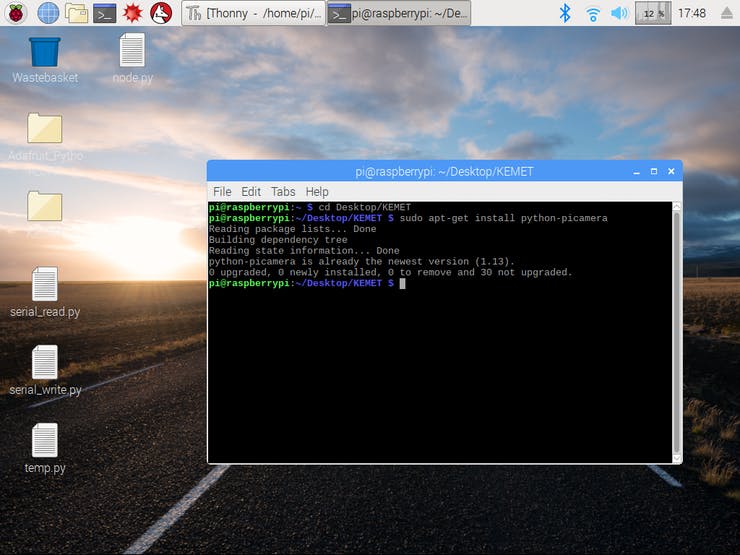 [Thonny - /home/pi/...
pi@raspberrypi: ~/De...
12 %
17:48
Wastebasket
node.py
Adafruit_Pytho
serial_read.py
serial_write.py
temp.py
pi@raspberrypi: ~/Desktop/KEMET
File Edit Tabs Help
pi@raspberrypi:~ $ cd Desktop/KEMET
pi@raspberrypi:~/Desktop/KEMET $ sudo apt-get install python-picamera
Reading package lists... Done
Building dependency tree
Reading state information... Done
python-picamera is already the newest version (1.13).
0 upgraded, 0 newly installed, 0 to remove and 30 not upgraded.
pi@raspberrypi:~/Desktop/KEMET $